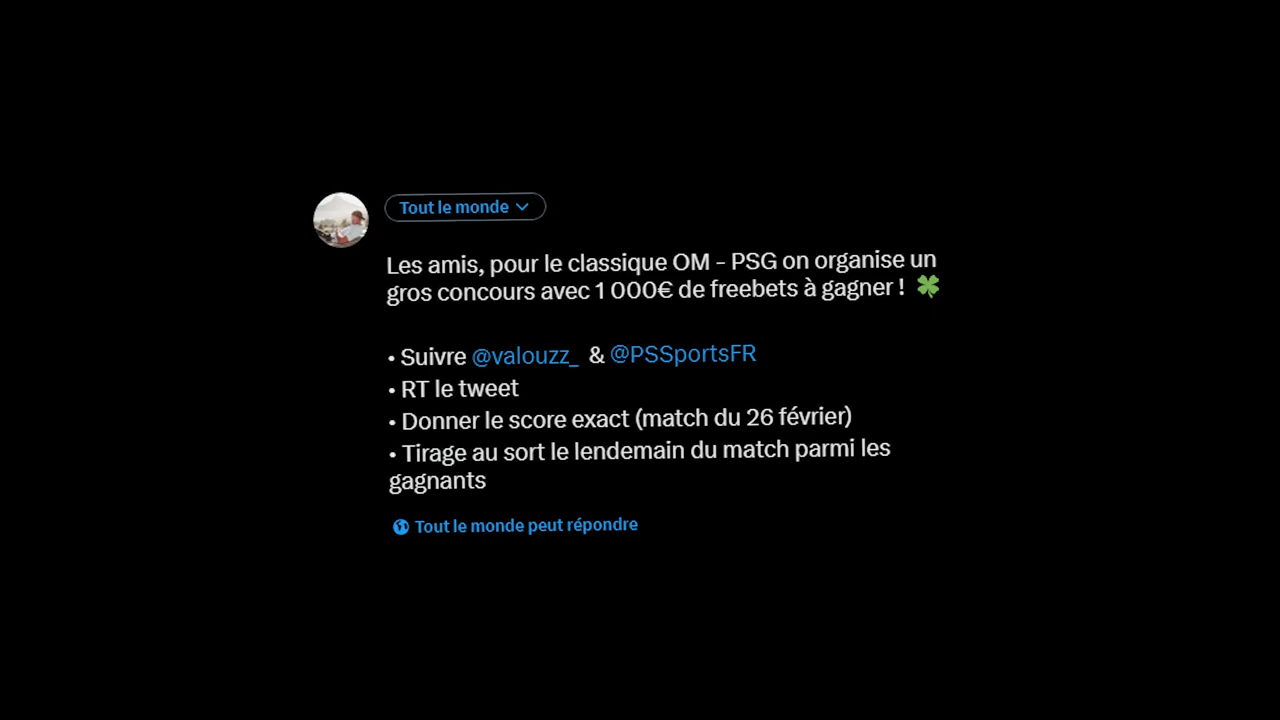 Tout le monde
Les amis, pour le classique OM - PSG on organise un
gros concours avec 1 000€ de freebets à gagner ! 🍀
• Suivre @valouzz_ & @PSSportsFR
• RT le tweet
• Donner le score exact (match du 26 février)
• Tirage au sort le lendemain du match parmi les
gagnants
Tout le monde peut répondre